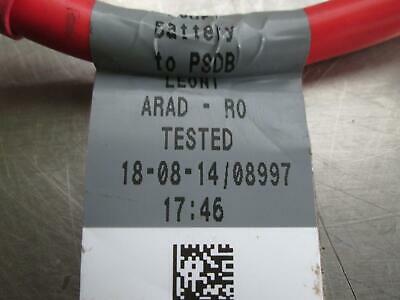 Battery
to PSDB
LEONI
ARAD - RO
TESTED
18-08-14/08997
17:46